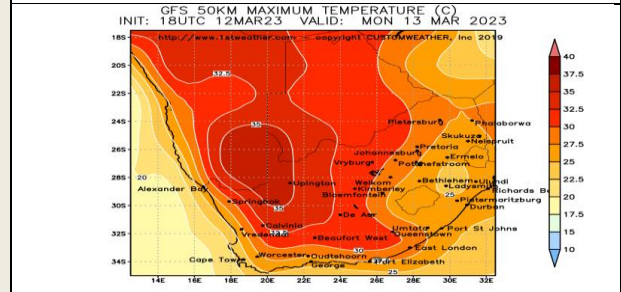 GFS 50KM MAXIMUM TEMPERATURE (C)
INIT: 18UTC 12MAR23 VALID: MON 13 MAR 2023
http://www.1stweather.com © copyright CUSTOMWEATHER, Inc 2019
18S
20S
22S
24S
26S
28S
30S
32S
34S
14E 16E 18E 20E 22E 24E 26E 28E 30E 32E
32.5
35
20
35
30
25
25
Pietersburg
Phalaborwa
Skukuza
Nelspruit
Pretoria
Johannesburg
Ermelo
Vryburg
Potchefstroom
Alexander Bay
Upington
Welkom
Kimberley
Bethlehem
Ulundi
Ladysmith
Richards B
Bloemfontein
Springbok
Pietermaritzburg
Durban
De Aar
Calvinia
Vredendal
Beaufort West
Umtata
Port St Johns
Queenstown
East London
Cape Town
Worcester
Oudtshoorn
George
Port Elizabeth
40
37.5
35
32.5
30
27.5
25
22.5
20
17.5
15
10